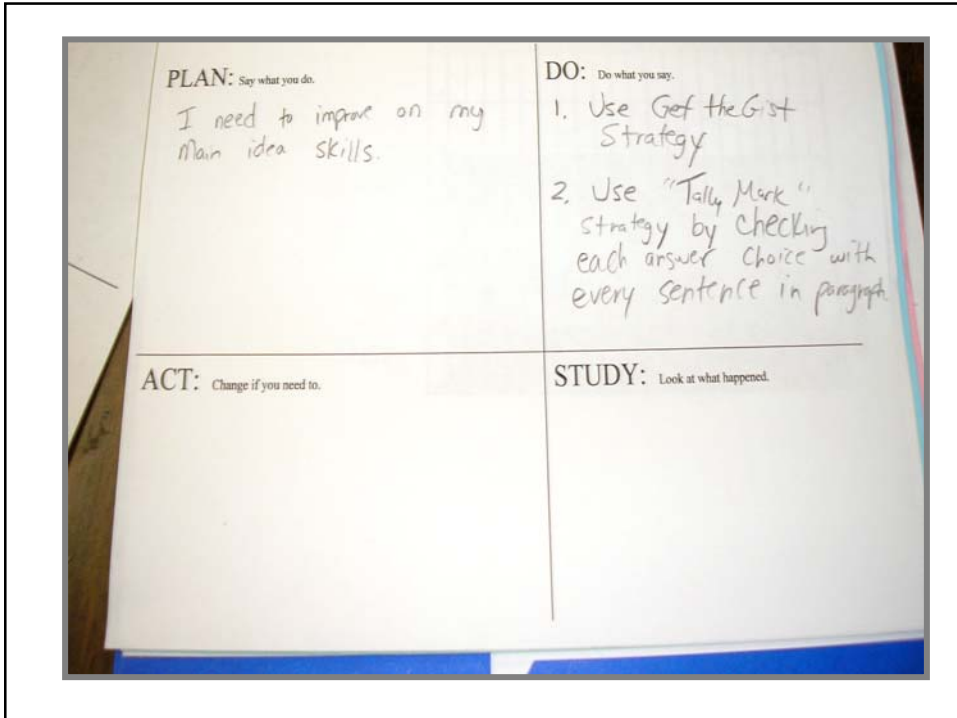 PLAN: Say what you do.
I need to improve on my
Main idea skills.
DO: Do what you say.
1. Use Get the Gist
Strategy
2. Use "Tally Mark"
strategy by checking
each answer choice with
every sentence in paragraph
ACT: Change if you need to.
STUDY: Look at what happened.